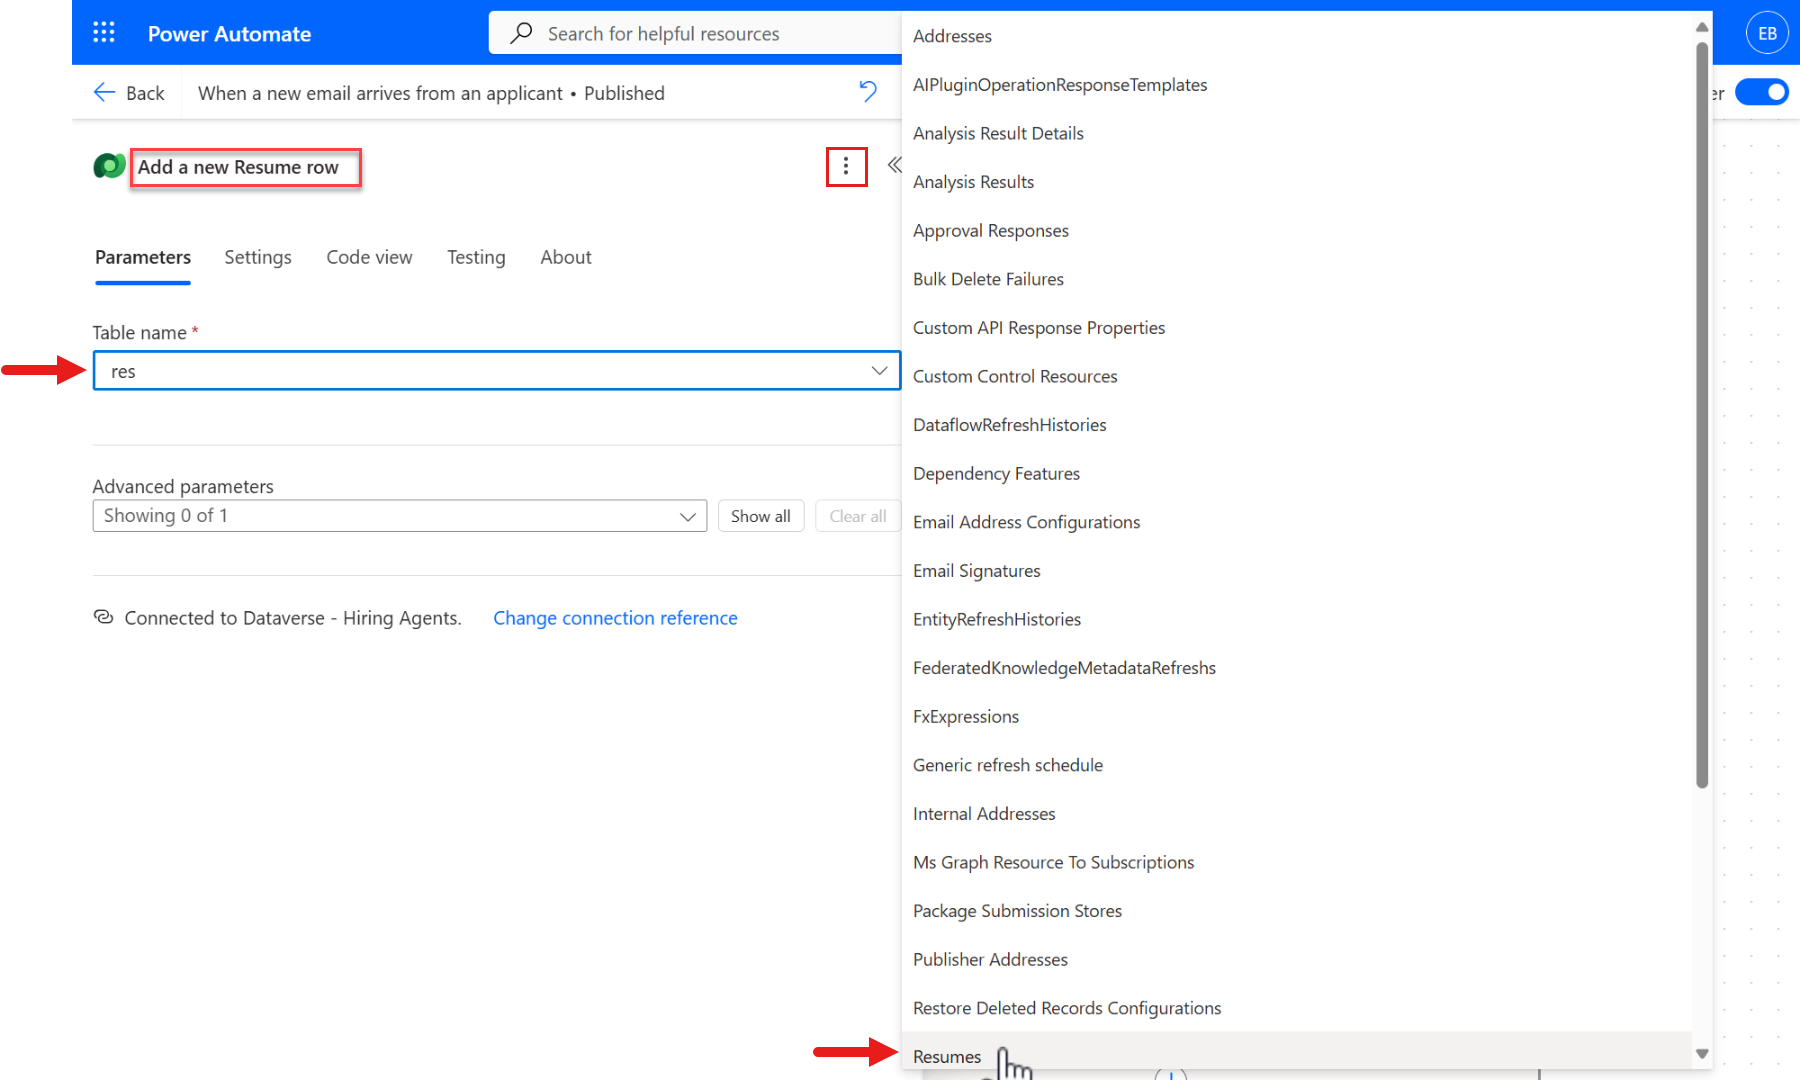 Power Automate
Search for helpful resources
EB
Back
When a new email arrives from an applicant • Published
er
Add a new Resume row
Parameters
Settings
Code view
Testing
About
Table name *
res
Advanced parameters
Showing 0 of 1
Show all
Clear all
Connected to Dataverse - Hiring Agents.
Change connection reference
Addresses
AIPluginOperationResponseTemplates
Analysis Result Details
Analysis Results
Approval Responses
Bulk Delete Failures
Custom API Response Properties
Custom Control Resources
DataflowRefreshHistories
Dependency Features
Email Address Configurations
Email Signatures
EntityRefreshHistories
FederatedKnowledgeMetadataRefreshs
FxExpressions
Generic refresh schedule
Internal Addresses
Ms Graph Resource To Subscriptions
Package Submission Stores
Publisher Addresses
Restore Deleted Records Configurations
Resumes